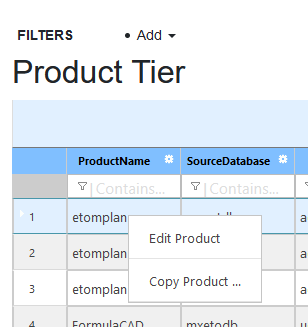 FILTERS • Add
Product Tier
ProductName SourceDatabase
Contains... Contains...
1 etomplan
Edit Product
2 etomplan
3 etomplan
Copy Product ...
4 FormulaCAD mxetodb